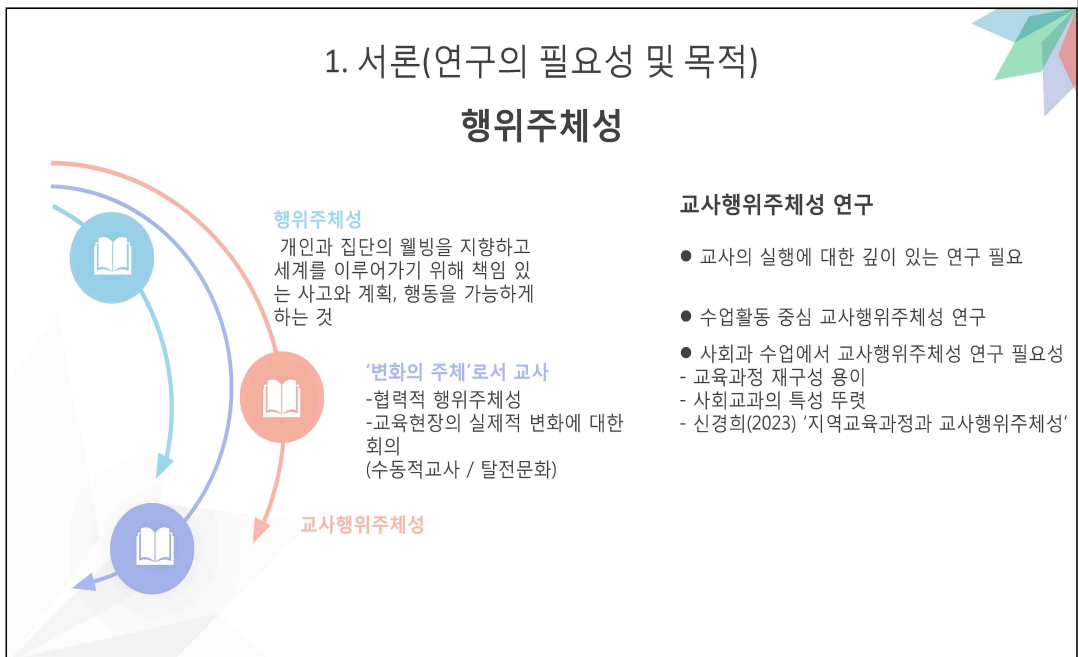 1. 서론(연구의 필요성 및 목적)
행위주체성
행위주체성
개인과 집단의 웰빙을 지향하고
세계를 이루어가기 위해 책임 있
는 사고와 계획, 행동을 가능하게
하는 것
‘변화의 주체’로서 교사
-협력적 행위주체성
-교육현장의 실제적 변화에 대한
회의
(수동적교사 / 탈전문화)
교사행위주체성
교사행위주체성 연구
● 교사의 실행에 대한 깊이 있는 연구 필요
● 수업활동 중심 교사행위주체성 연구
● 사회과 수업에서 교사행위주체성 연구 필요성
- 교육과정 재구성 용이
- 사회교과의 특성 뚜렷
- 신경희(2023) ‘지역교육과정과 교사행위주체성’